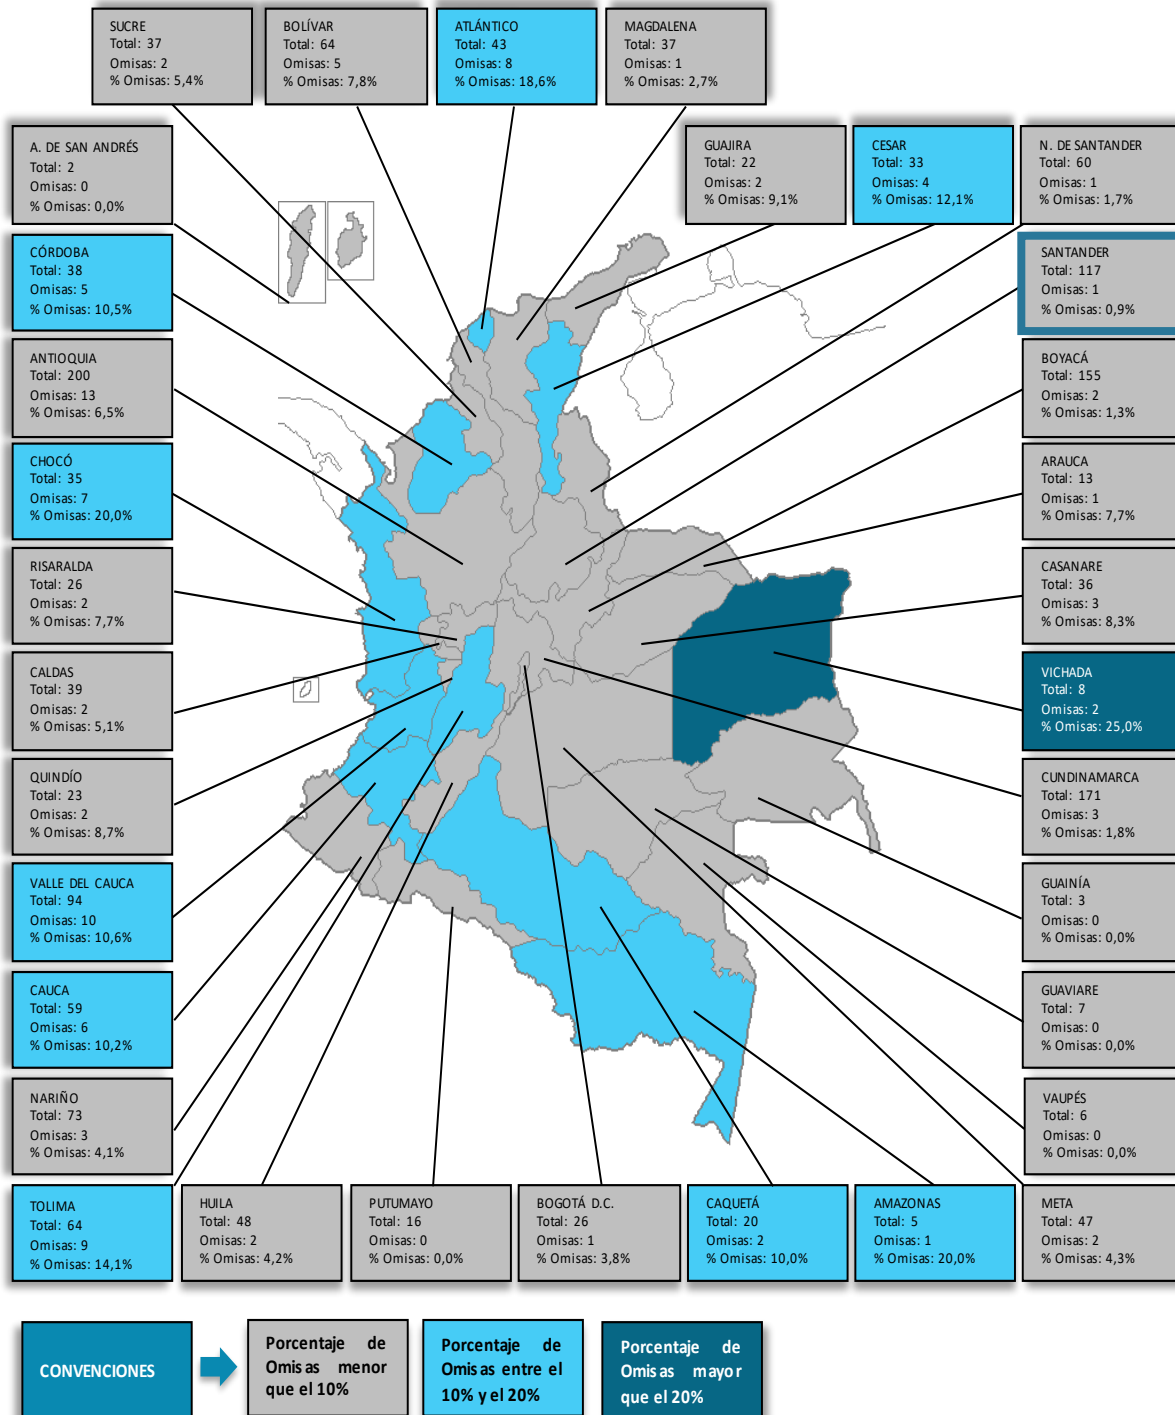 SUCRE
Total: 37
Omisas: 2
% Omisas: 5,4%
BOLÍVAR
Total: 64
Omisas: 5
% Omisas: 7,8%
ATLÁNTICO
Total: 43
Omisas: 8
% Omisas: 18,6%
MAGDALENA
Total: 37
Omisas: 1
% Omisas: 2,7%
A. DE SAN ANDRÉS
Total: 2
Omisas: 0
% Omisas: 0,0%
GUAJIRA
Total: 22
Omisas: 2
% Omisas: 9,1%
CESAR
Total: 33
Omisas: 4
% Omisas: 12,1%
N. DE SANTANDER
Total: 60
Omisas: 1
% Omisas: 1,7%
CÓRDOBA
Total: 38
Omisas: 5
% Omisas: 10,5%
SANTANDER
Total: 117
Omisas: 1
% Omisas: 0,9%
ANTIOQUIA
Total: 200
Omisas: 13
% Omisas: 6,5%
BOYACÁ
Total: 155
Omisas: 2
% Omisas: 1,3%
CHOCÓ
Total: 35
Omisas: 7
% Omisas: 20,0%
ARAUCA
Total: 13
Omisas: 1
% Omisas: 7,7%
RISARALDA
Total: 26
Omisas: 2
% Omisas: 7,7%
CASANARE
Total: 36
Omisas: 3
% Omisas: 8,3%
CALDAS
Total: 39
Omisas: 2
% Omisas: 5,1%
VICHADA
Total: 8
Omisas: 2
% Omisas: 25,0%
QUINDÍO
Total: 23
Omisas: 2
% Omisas: 8,7%
CUNDINAMARCA
Total: 171
Omisas: 3
% Omisas: 1,8%
VALLE DEL CAUCA
Total: 94
Omisas: 10
% Omisas: 10,6%
GUAINÍA
Total: 3
Omisas: 0
% Omisas: 0,0%
CAUCA
Total: 59
Omisas: 6
% Omisas: 10,2%
GUAVIARE
Total: 7
Omisas: 0
% Omisas: 0,0%
NARIÑO
Total: 73
Omisas: 3
% Omisas: 4,1%
VAUPÉS
Total: 6
Omisas: 0
% Omisas: 0,0%
TOLIMA
Total: 64
Omisas: 9
% Omisas: 14,1%
HUILA
Total: 48
Omisas: 2
% Omisas: 4,2%
PUTUMAYO
Total: 16
Omisas: 0
% Omisas: 0,0%
BOGOTÁ D.C.
Total: 26
Omisas: 1
% Omisas: 3,8%
CAQUETÁ
Total: 20
Omisas: 2
% Omisas: 10,0%
AMAZONAS
Total: 5
Omisas: 1
% Omisas: 20,0%
META
Total: 47
Omisas: 2
% Omisas: 4,3%
CONVENCIONES
Porcentaje de
Omisas menor
que el 10%
Porcentaje de
Omisas entre el
10% y el 20%
Porcentaje de
Omisas mayor
que el 20%